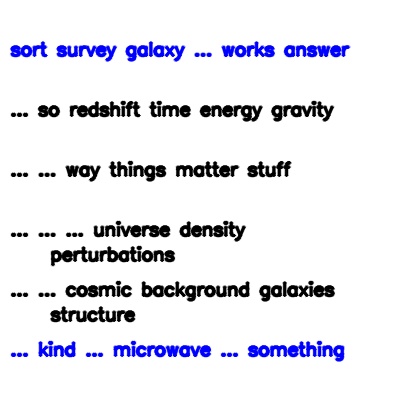 sort survey galaxy ... works answer
... so redshift time energy gravity
... ... way things matter stuff
... ... ... universe density
perturbations
... ... cosmic background galaxies
structure
... kind ... microwave ... something